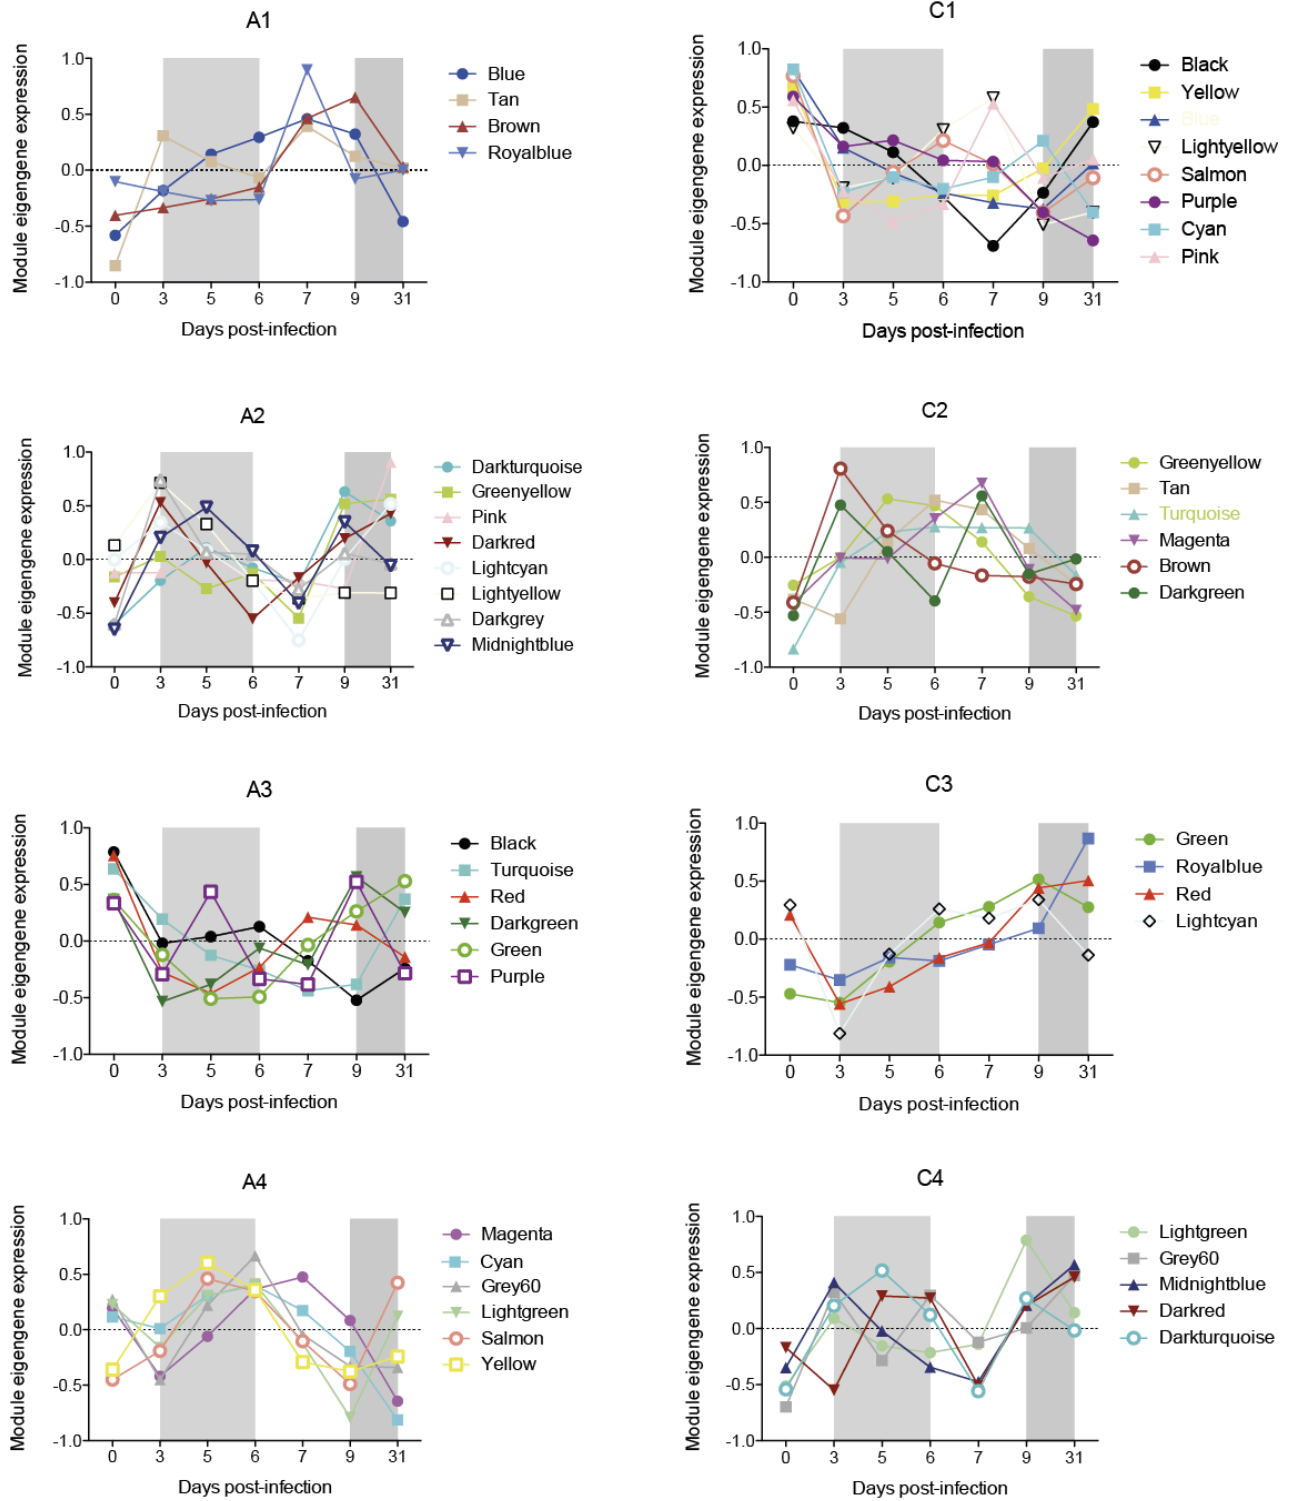 A1
Module eigengene expression
1.0
0.5
0.0
-0.5
-1.0
0 3 5 6 7 9 31
Days post-infection
Blue
Tan
Brown
Royalblue
C1
Module eigengene expression
1.0
0.5
0.0
-0.5
-1.0
0 3 5 6 7 9 31
Days post-infection
Black
Yellow
Blue
Lightyellow
Salmon
Purple
Cyan
Pink
A2
Module eigengene expression
1.0
0.5
0.0
-0.5
-1.0
0 3 5 6 7 9 31
Days post-infection
Darkturquoise
Greenyellow
Pink
Darkred
Lightcyan
Lightyellow
Darkgrey
Midnightblue
C2
Module eigengene expression
1.0
0.5
0.0
-0.5
-1.0
0 3 5 6 7 9 31
Days post-infection
Greenyellow
Tan
Turquoise
Magenta
Brown
Darkgreen
A3
Module eigengene expression
1.0
0.5
0.0
-0.5
-1.0
0 3 5 6 7 9 31
Days post-infection
Black
Turquoise
Red
Darkgreen
Green
Purple
C3
Module eigengene expression
1.0
0.5
0.0
-0.5
-1.0
0 3 5 6 7 9 31
Days post-infection
Green
Royalblue
Red
Lightcyan
A4
Module eigengene expression
1.0
0.5
0.0
-0.5
-1.0
0 3 5 6 7 9 31
Days post-infection
Magenta
Cyan
Grey60
Lightgreen
Salmon
Yellow
C4
Module eigengene expression
1.0
0.5
0.0
-0.5
-1.0
0 3 5 6 7 9 31
Days post-infection
Lightgreen
Grey60
Midnightblue
Darkred
Darkturquoise